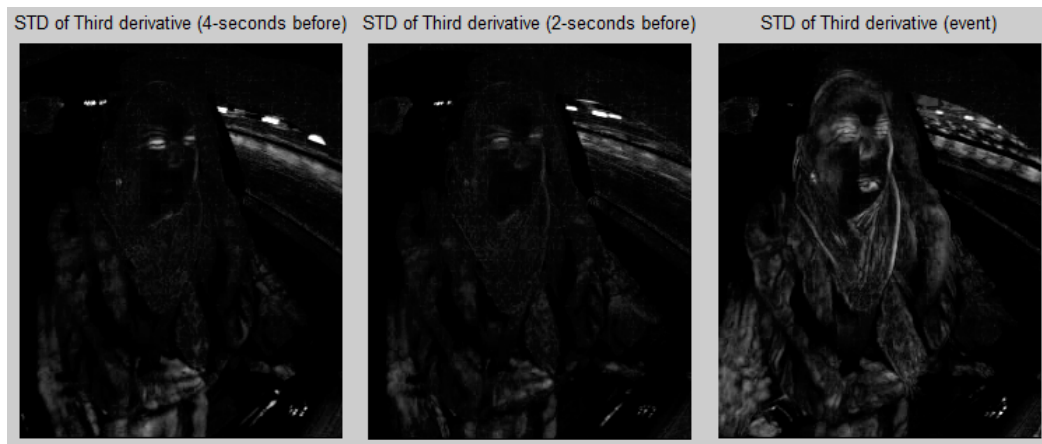 STD of Third derivative (4-seconds before)
STD of Third derivative (2-seconds before)
STD of Third derivative (event)